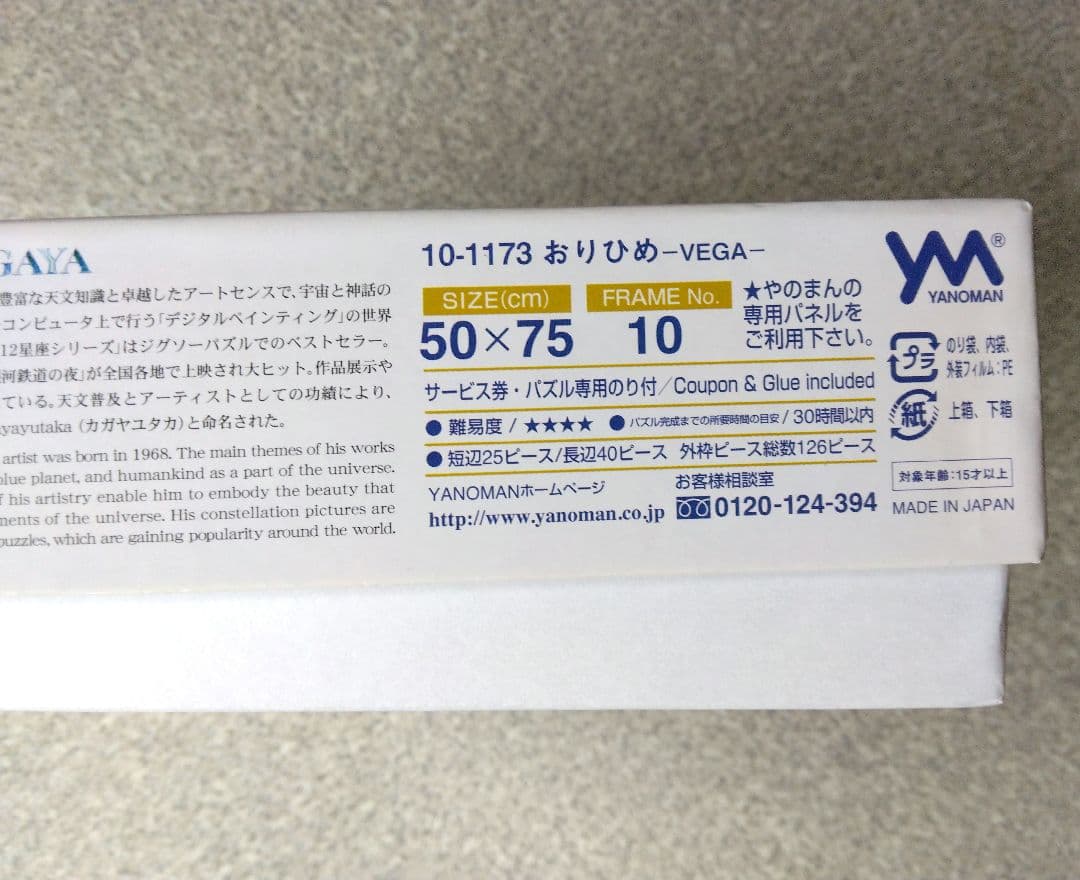 GAYA
豊富な天文知識と卓越したアートセンスで、宇宙と神話の
コンピュータ上で行う「デジタルペインティング」の世界
12星座シリーズ」はジグソーパズルでのベストセラー。
河鉄道の夜」が全国各地で上映され大ヒット。作品展示や
ている。天文普及とアーティストとしての功績により、
ayayutaka (カガヤユタカ) と命名された。
artist was born in 1968. The main themes of his works
blue planet, and humankind as a part of the universe.
f his artistry enable him to embody the beauty that
ments of the universe. His constellation pictures are
puzzles, which are gaining popularity around the world.
10-1173 おりひめ−VEGA−
SIZE(cm)
50×75
FRAME No.
10
★やのまんの
専用パネルを
ご利用下さい。
サービス券・パズル専用のり付／Coupon & Glue included
● 難易度 / ★★★★ ● パズル完成までの所要時間の目安 / 30時間以内
● 短辺25ピース/長辺40ピース 外枠ピース総数126ピース
YANOMANホームページ
http://www.yanoman.co.jp
お客様相談室
0120-124-394
YM®
YANOMAN
プラ
のり袋、内袋、
外装フィルム:PE
紙
上箱、下箱
対象年齢:15才以上
MADE IN JAPAN